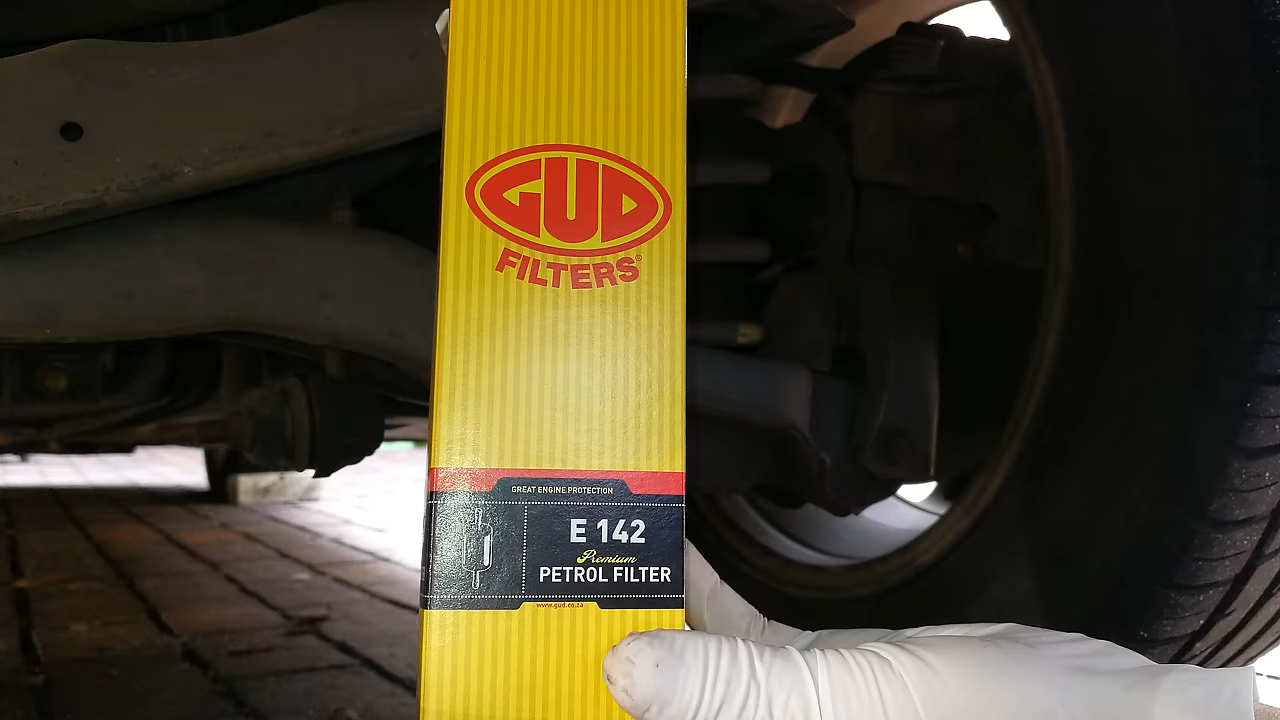 GUD
FILTERS®
GREAT ENGINE PROTECTION
E 142
Premium
PETROL FILTER
www.gud.co.za